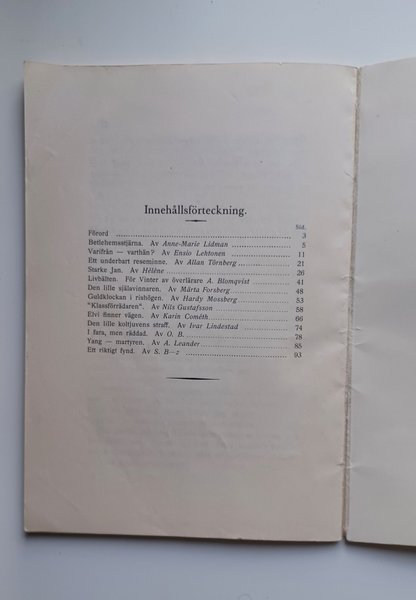 Innehållsförteckning.
Sid.
Förord 3
Betlehemsstjärna. Av Anne-Marie Lidman 5
Varifrån — varthän? Av Ensio Lehtonen 11
Ett underbart reseminne. Av Allan Törnberg 21
Starke Jan. Av Hélène 26
Livbälten. För Vinter av överlärare A. Blomqvist 41
Den lille själavinnaren. Av Märta Forsberg 48
Guldklockan i rishögen. Av Hardy Mossberg 53
"Klassförrädaren". Av Nils Gustafsson 58
Elvi finner vägen. Av Karin Cométh 66
Den lille koltjuvens straff. Av Ivar Lindestad 74
I fara, men räddad. Av O. B. 78
Yang — martyren. Av A. Leander 85
Ett riktigt fynd. Av S. B—z 93